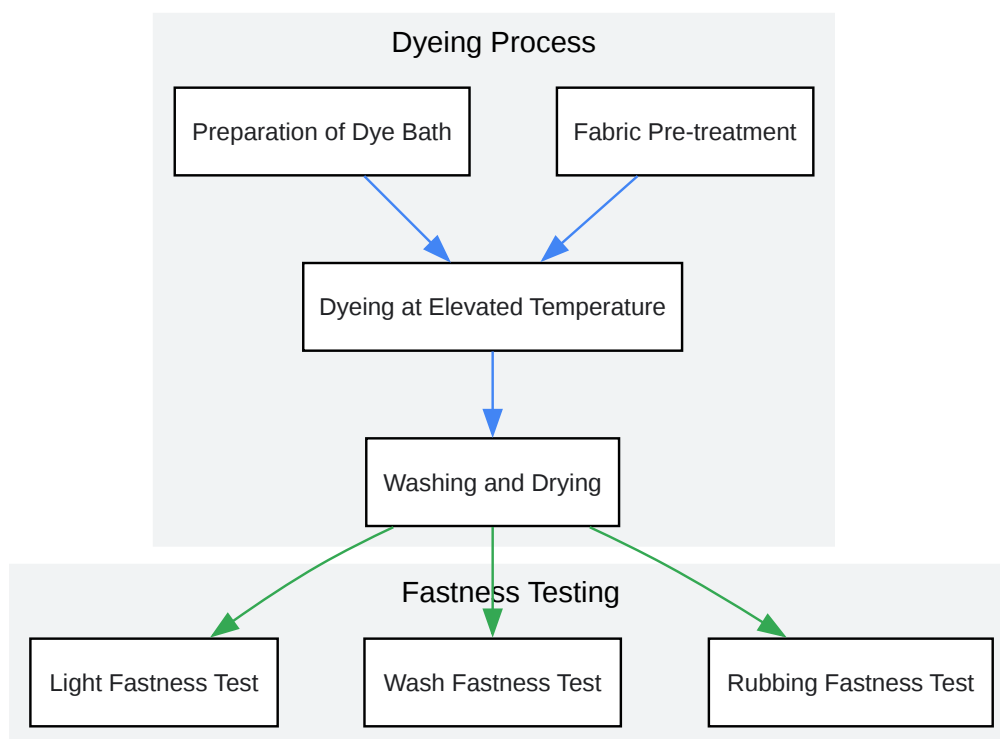 Dyeing Process
Preparation of Dye Bath
Fabric Pre-treatment
Dyeing at Elevated Temperature
Washing and Drying
Fastness Testing
Light Fastness Test
Wash Fastness Test
Rubbing Fastness Test